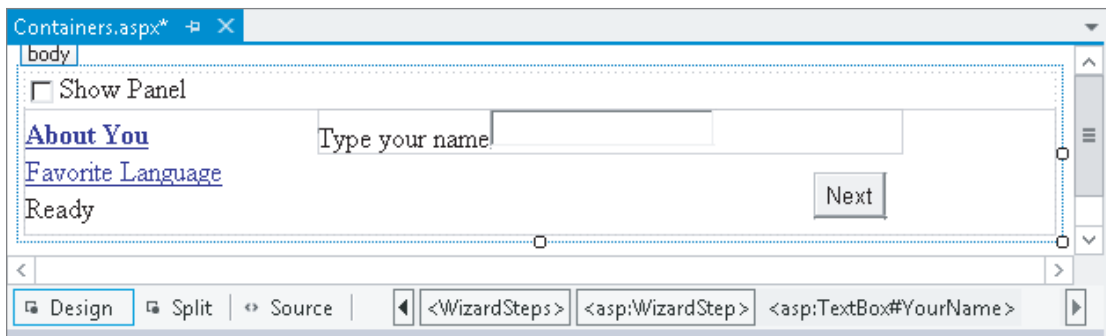 Containers.aspx*
body
Show Panel
About You
Type your name
Favorite Language
Next
Ready
Design Split Source <WizardSteps> <asp:WizardStep> <asp:TextBox#YourName>